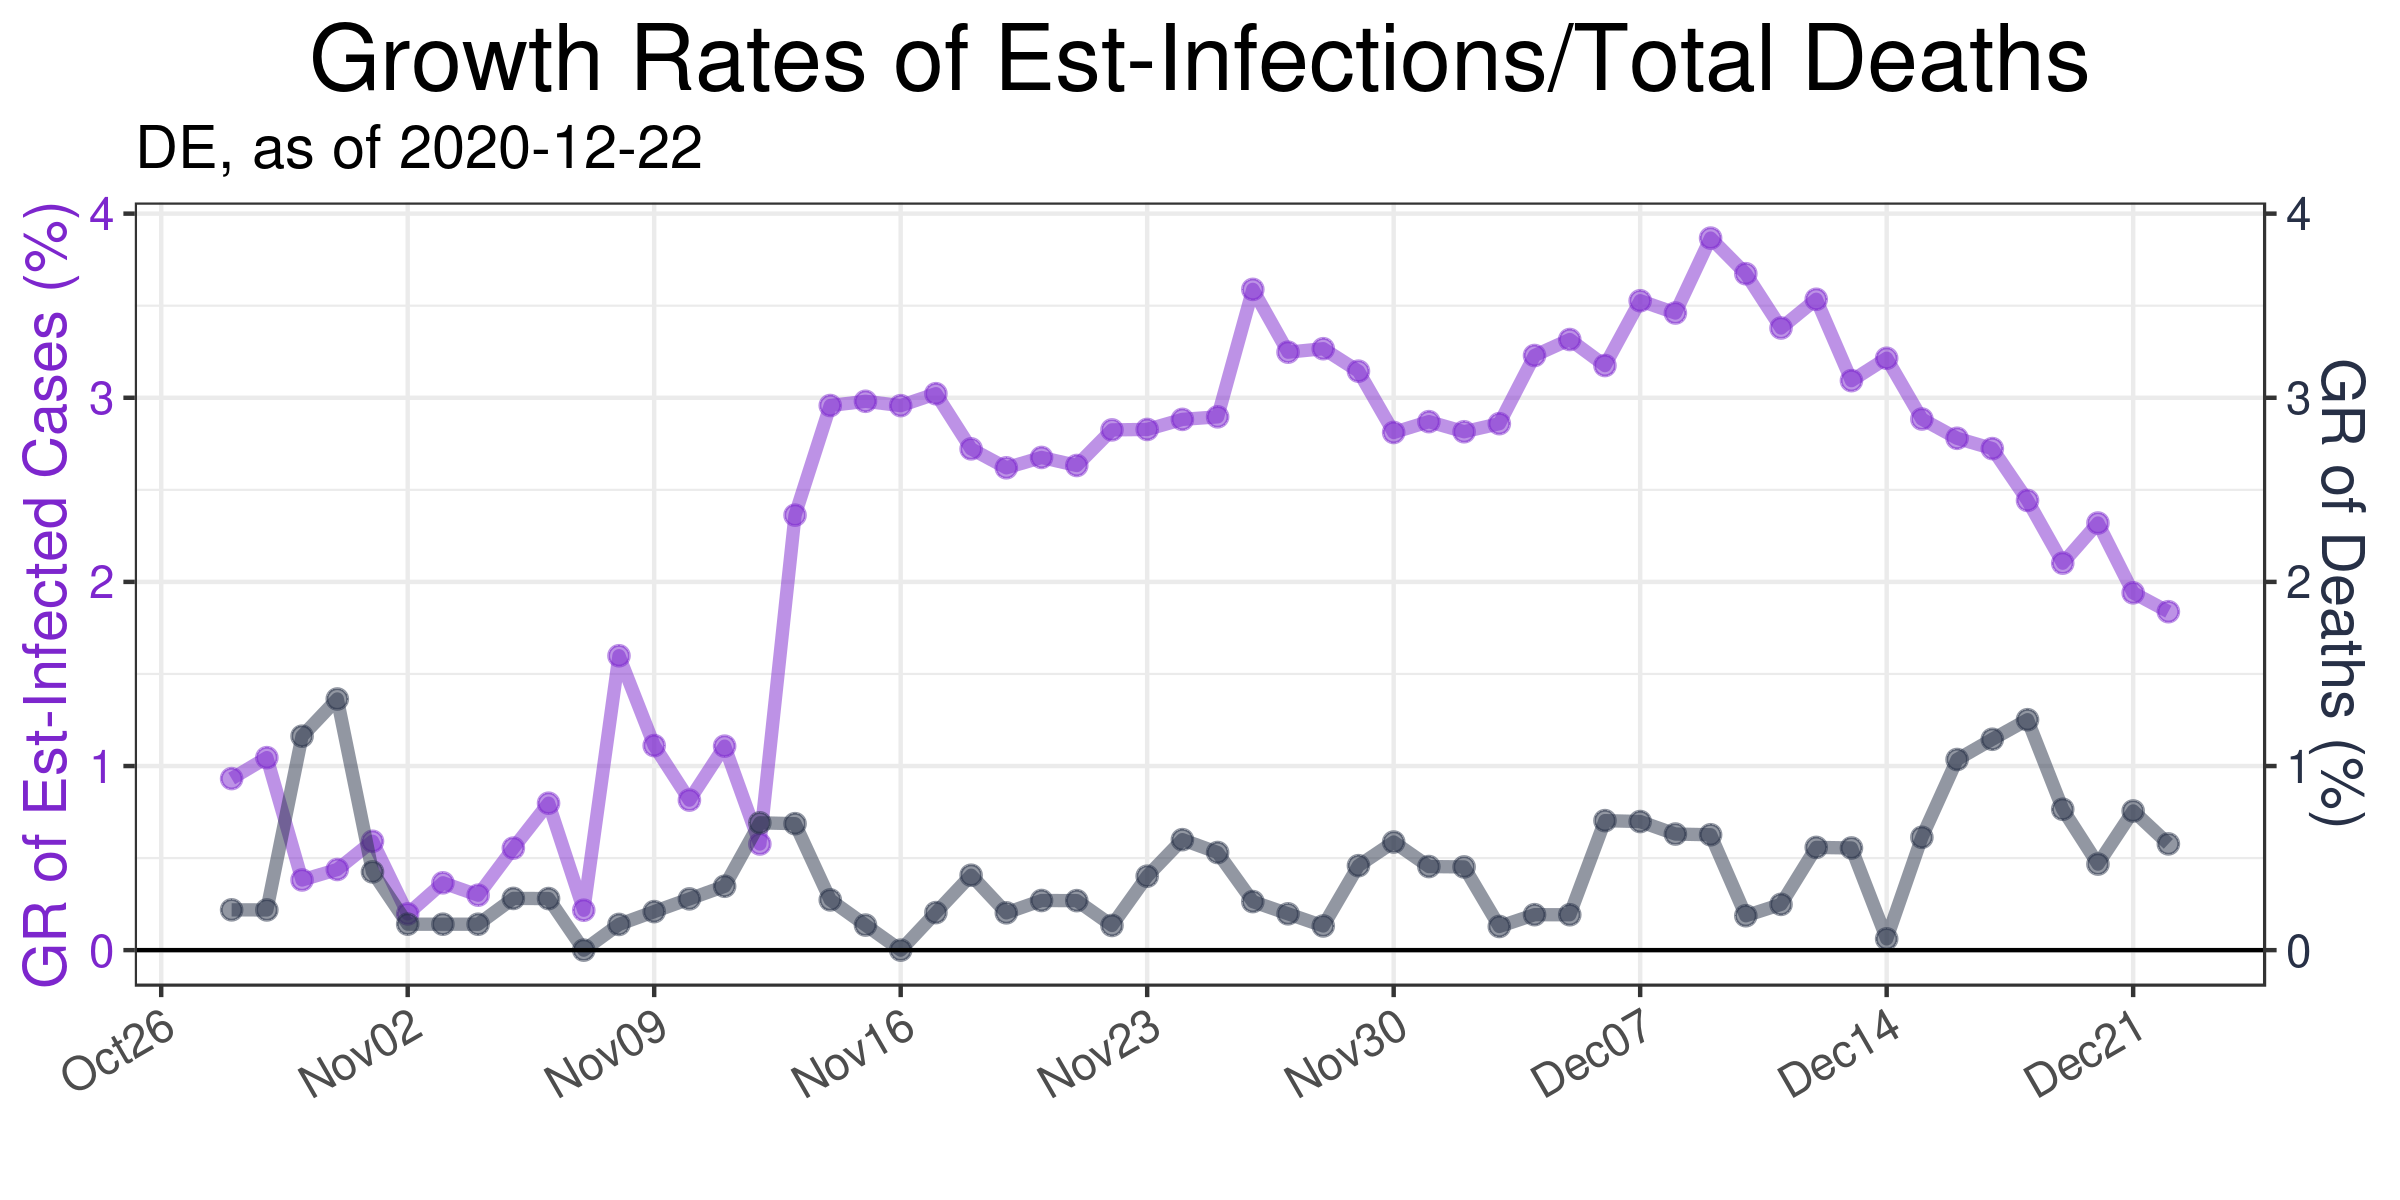 Growth Rates of Est-Infections/Total Deaths
DE, as of 2020-12-22
GR of Est-Infected Cases (%)
4
3
2
1
0
4
3
2
1
0
GR of Deaths (%)
Oct26
Nov02
Nov09
Nov16
Nov23
Nov30
Dec07
Dec14
Dec21